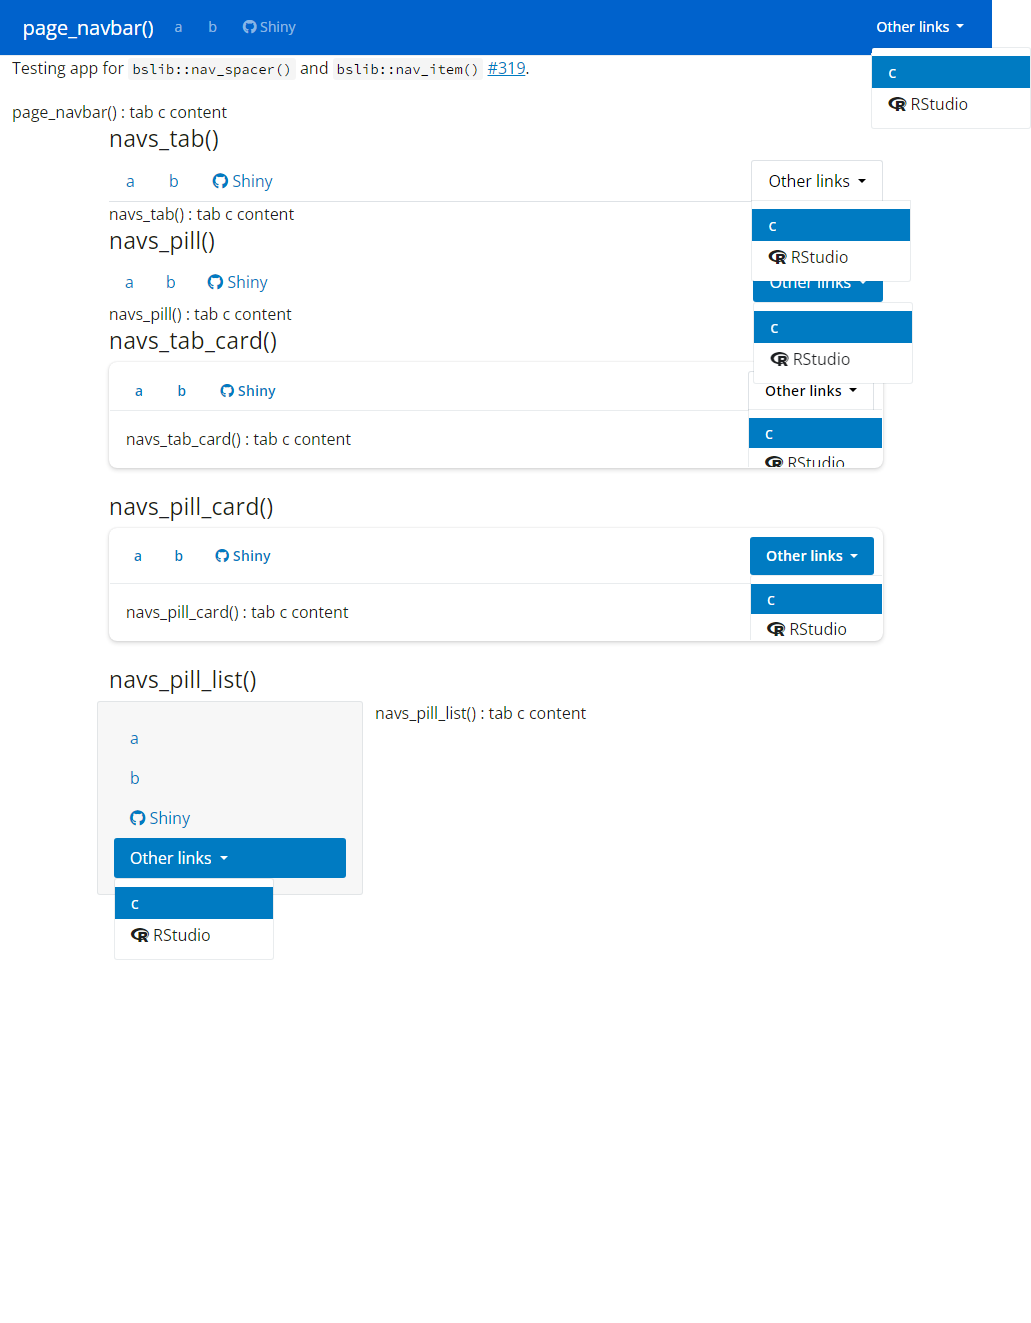 page_navbar() a b Shiny Other links
c
RStudio
Testing app for bslib::nav_spacer() and bslib::nav_item() #319.
page_navbar() : tab c content
navs_tab()
a b Shiny Other links
c
RStudio
navs_tab() : tab c content
navs_pill()
a b Shiny Other links
c
RStudio
navs_pill() : tab c content
navs_tab_card()
a b Shiny Other links
c
RStudio
navs_tab_card() : tab c content
navs_pill_card()
a b Shiny Other links
c
RStudio
navs_pill_card() : tab c content
navs_pill_list()
a
b
Shiny
Other links
c
RStudio
navs_pill_list() : tab c content